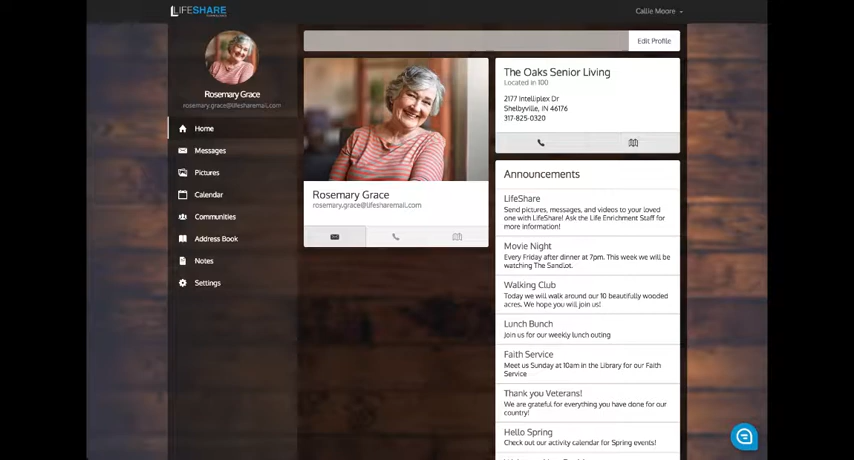 LIFESHARE
TECHNOLOGIES
Callie Moore
Rosemary Grace
rosemary.grace@lifesharemail.com
Home
Messages
Pictures
Calendar
Communities
Address Book
Notes
Settings
Edit Profile
Rosemary Grace
rosemary.grace@lifesharemail.com
The Oaks Senior Living
Located in 100
2177 Intelliplex Dr
Shelbyville, IN 46176
317-825-0320
Announcements
LifeShare
Send pictures, messages, and videos to your loved
one with LifeShare! Ask the Life Enrichment Staff for
more information!
Movie Night
Every Friday after dinner at 7pm. This week we will be
watching The Sandlot.
Walking Club
Today we will walk around our 10 beautifully wooded
acres. We hope you will join us!
Lunch Bunch
Join us for our weekly lunch outing
Faith Service
Meet us Sunday at 10am in the Library for our Faith
Service
Thank you Veterans!
We are grateful for everything you have done for our
country!
Hello Spring
Check out our activity calendar for Spring events!